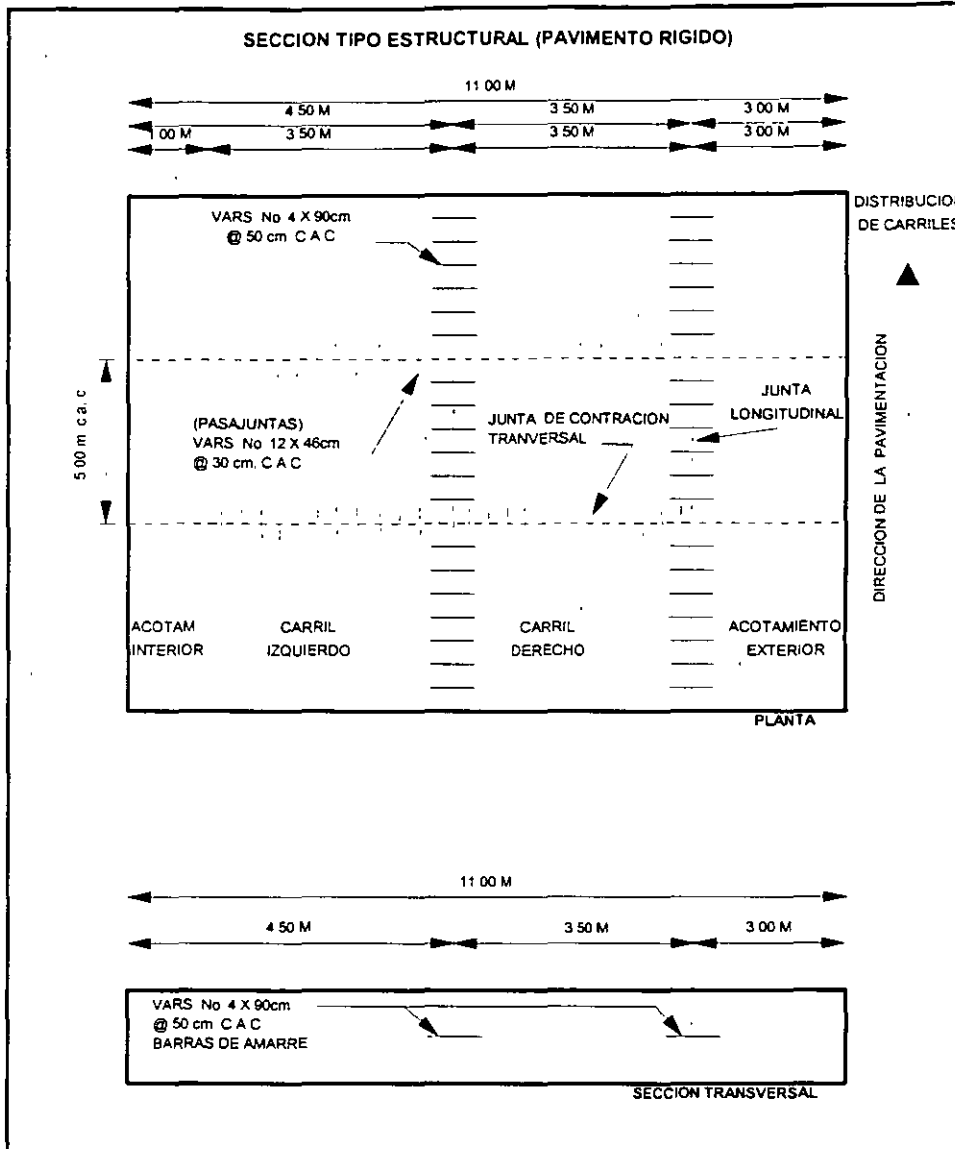 SECCION TIPO ESTRUCTURAL (PAVIMENTO RIGIDO)
11 00 M
4 50 M 3 50 M 3 00 M
1 00 M 3 50 M 3 50 M 3 00 M
DISTRIBUCION
DE CARRILES
VARS No 4 X 90cm
@ 50 cm C A C
DIRECCION DE LA PAVIMENTACION
5 00 m c a. c
(PASAJUNTAS)
VARS No 12 X 46cm
@ 30 cm. C A C
JUNTA DE CONTRACION
TRANVERSAL
JUNTA
LONGITUDINAL
ACOTAM
INTERIOR
CARRIL
IZQUIERDO
CARRIL
DERECHO
ACOTAMIENTO
EXTERIOR
PLANTA
11 00 M
4 50 M 3 50 M 3 00 M
VARS No 4 X 90cm
@ 50 cm C A C
BARRAS DE AMARRE
SECCION TRANSVERSAL